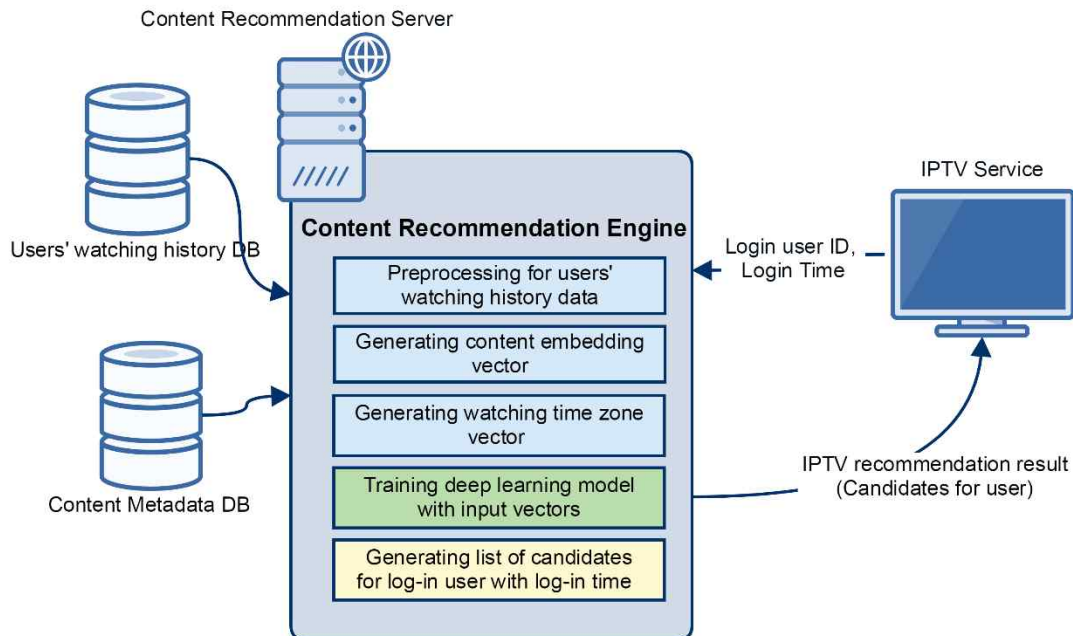 Content Recommendation Server
Users' watching history DB
Content Metadata DB
Content Recommendation Engine
Preprocessing for users'
watching history data
Generating content embedding
vector
Generating watching time zone
vector
Training deep learning model
with input vectors
Generating list of candidates
for log-in user with log-in time
IPTV Service
Login user ID,
Login Time
IPTV recommendation result
(Candidates for user)